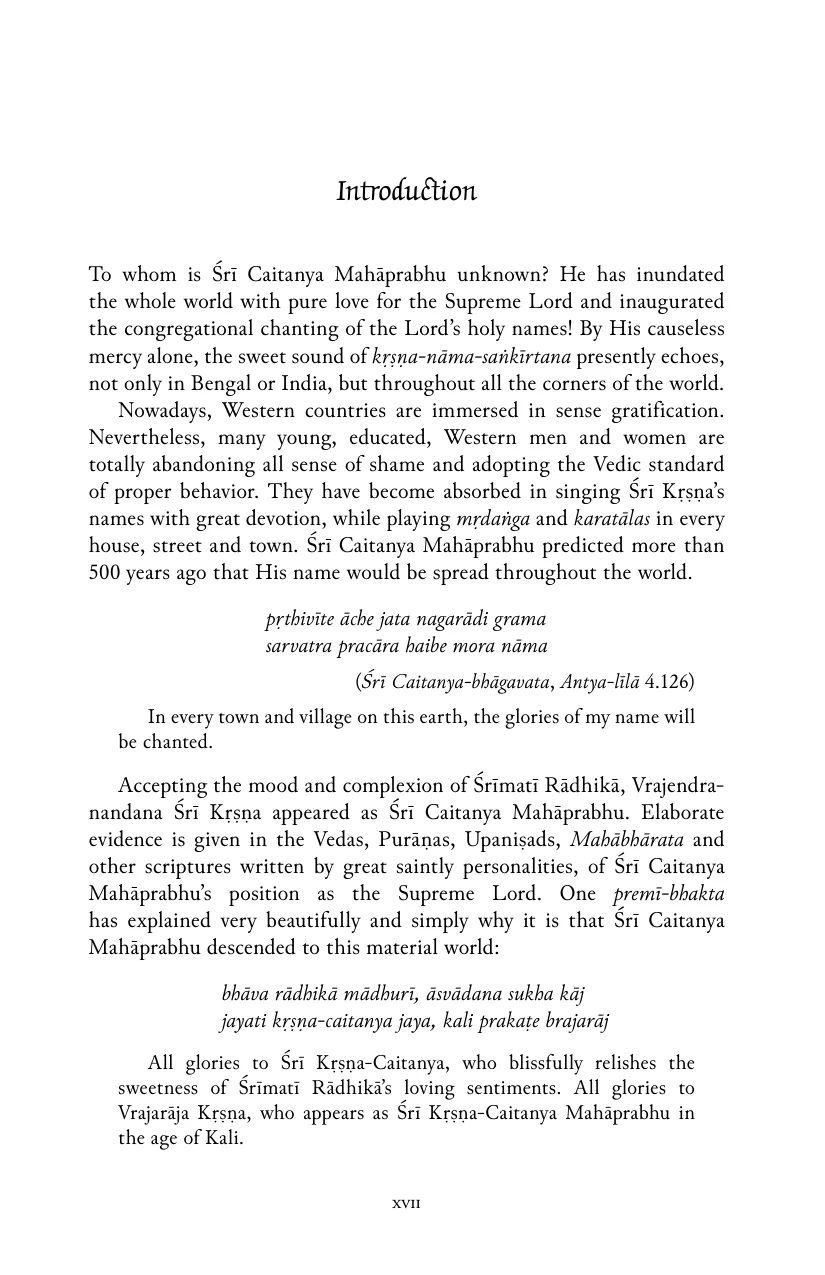 Introduction
To whom is Śrī Caitanya Mahāprabhu unknown? He has inundated
the whole world with pure love for the Supreme Lord and inaugurated
the congregational chanting of the Lord’s holy names! By His causeless
mercy alone, the sweet sound of kṛṣṇa-nāma-saṅkīrtana presently echoes,
not only in Bengal or India, but throughout all the corners of the world.
Nowadays, Western countries are immersed in sense gratification.
Nevertheless, many young, educated, Western men and women are
totally abandoning all sense of shame and adopting the Vedic standard
of proper behavior. They have become absorbed in singing Śrī Kṛṣṇa’s
names with great devotion, while playing mṛdaṅga and karatālas in every
house, street and town. Śrī Caitanya Mahāprabhu predicted more than
500 years ago that His name would be spread throughout the world.
pṛthivīte āche jata nagarādi grama
sarvatra pracāra haibe mora nāma
(Śrī Caitanya-bhāgavata, Antya-līlā 4.126)
In every town and village on this earth, the glories of my name will
be chanted.
Accepting the mood and complexion of Śrīmatī Rādhikā, Vrajendra-
nandana Śrī Kṛṣṇa appeared as Śrī Caitanya Mahāprabhu. Elaborate
evidence is given in the Vedas, Purāṇas, Upaniṣads, Mahābhārata and
other scriptures written by great saintly personalities, of Śrī Caitanya
Mahāprabhu’s position as the Supreme Lord. One premī-bhakta
has explained very beautifully and simply why it is that Śrī Caitanya
Mahāprabhu descended to this material world:
bhāva rādhikā mādhurī, āsvādana sukha kāj
jayati kṛṣṇa-caitanya jaya, kali prakaṭe brajarāj
All glories to Śrī Kṛṣṇa-Caitanya, who blissfully relishes the
sweetness of Śrīmatī Rādhikā’s loving sentiments. All glories to
Vrajarāja Kṛṣṇa, who appears as Śrī Kṛṣṇa-Caitanya Mahāprabhu in
the age of Kali.
XVII